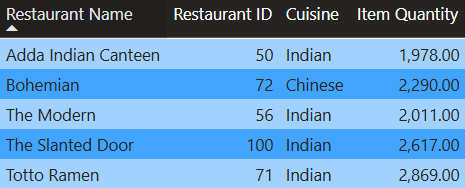 Restaurant Name Restaurant ID Cuisine Item Quantity
Adda Indian Canteen 50 Indian 1,978.00
Bohemian 72 Chinese 2,290.00
The Modern 56 Indian 2,011.00
The Slanted Door 100 Indian 2,617.00
Totto Ramen 71 Indian 2,869.00